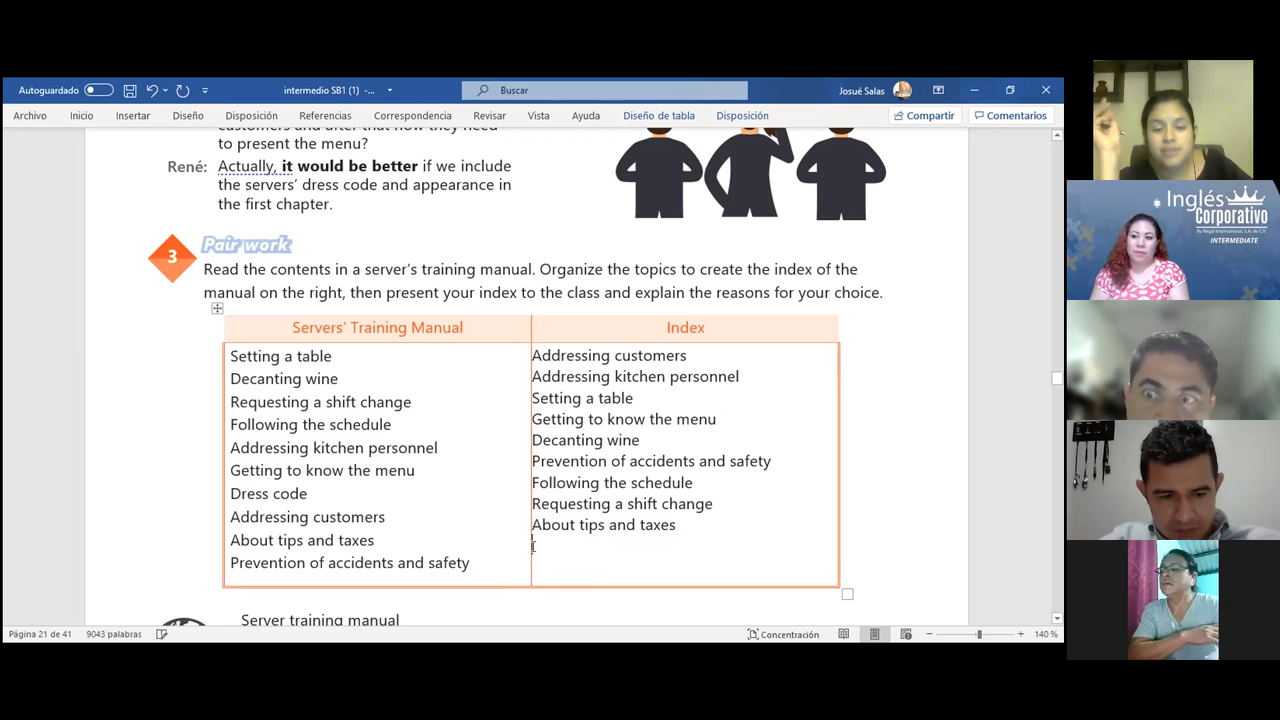 Autoguardado
intermedio SB1 (1) -...
Buscar
Josué Salas
Archivo Inicio Insertar Diseño Disposición Referencias Correspondencia Revisar Vista Ayuda Diseño de tabla Disposición Compartir Comentarios
to present the menu?
René: Actually, it would be better if we include
the servers' dress code and appearance in
the first chapter.
3 Pair work
Read the contents in a server's training manual. Organize the topics to create the index of the
manual on the right, then present your index to the class and explain the reasons for your choice.
Servers' Training Manual
Setting a table
Decanting wine
Requesting a shift change
Following the schedule
Addressing kitchen personnel
Getting to know the menu
Dress code
Addressing customers
About tips and taxes
Prevention of accidents and safety
Index
Addressing customers
Addressing kitchen personnel
Setting a table
Getting to know the menu
Decanting wine
Prevention of accidents and safety
Following the schedule
Requesting a shift change
About tips and taxes
Server training manual
Página 21 de 41 9043 palabras Concentración 140 %
Inglés
Corporativo
By Regal International, S.A. de C.V.
INTERMEDIATE